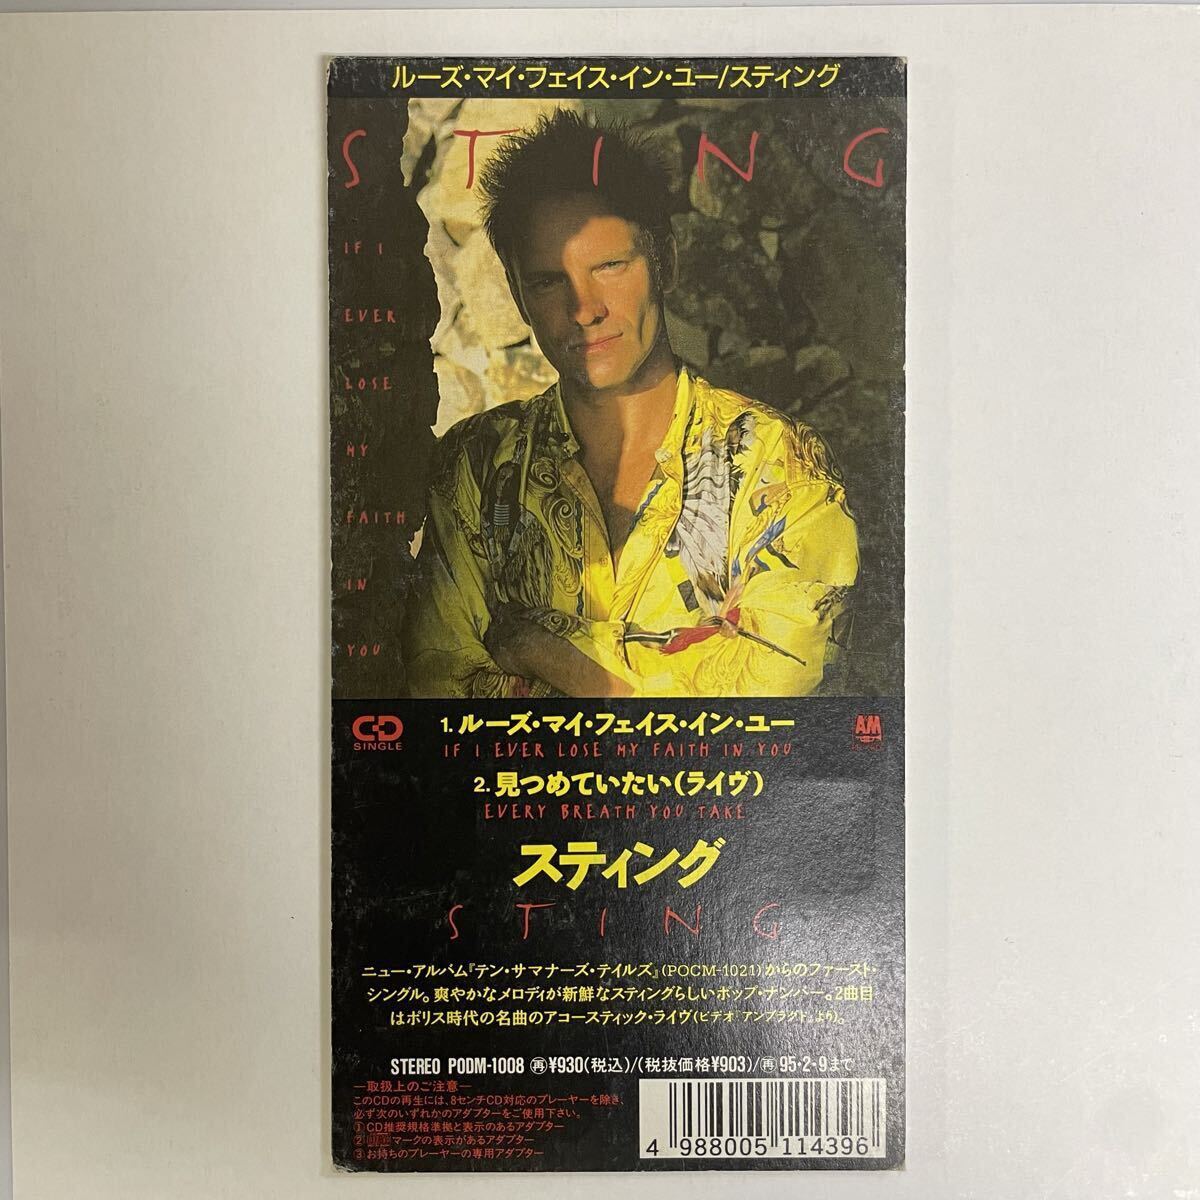 ルーズ・マイ・フェイス・イン・ユー/スティング
STING
IF I
EVER
LOSE
MY
FAITH
IN
YOU
CD
SINGLE
1. ルーズ・マイ・フェイス・イン・ユー
IF I EVER LOSE MY FAITH IN YOU
A&M
2. 見つめていたい(ライヴ)
EVERY BREATH YOU TAKE
スティング
STING
ニュー・アルバム『テン・サマナーズ・テイルズ』(POCM-1021)からのファースト・
シングル。爽やかなメロディが新鮮なスティングらしいポップ・ナンバー。2曲目
はポリス時代の名曲のアコースティック・ライヴ(ビデオ『アンプラグド』より)。
STEREO PODM-1008 再¥930(税込)/(税抜価格¥903)/再95・2・9まで
—取扱上のご注意—
このCDの再生には、8センチCD対応のプレーヤーを除き、
必ず次のいずれかのアダプターをご使用下さい。
① CD推奨規格準拠と表示のあるアダプター
② マークの表示があるアダプター
③ お持ちのプレーヤーの専用アダプター
4 988005 114396